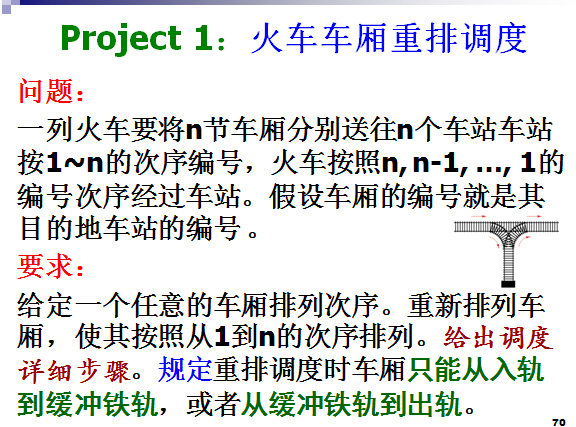 Project 1：火车车厢重排调度
问题：
一列火车要将n节车厢分别送往n个车站车站
按1~n的次序编号，火车按照n, n-1, …, 1的
编号次序经过车站。假设车厢的编号就是其
目的地车站的编号。
要求：
给定一个任意的车厢排列次序。重新排列车
厢，使其按照从1到n的次序排列。给出调度
详细步骤。规定重排调度时车厢只能从入轨
到缓冲铁轨，或者从缓冲铁轨到出轨。
70